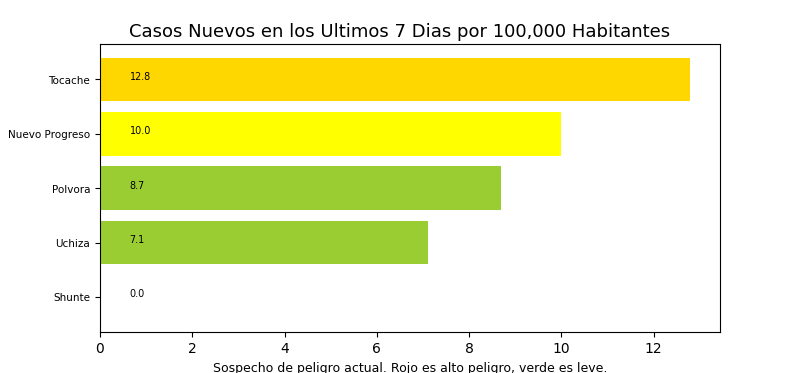 Casos Nuevos en los Ultimos 7 Dias por 100,000 Habitantes
Tocache 12.8
Nuevo Progreso 10.0
Polvora 8.7
Uchiza 7.1
Shunte 0.0
0 2 4 6 8 10 12
Sospecho de peligro actual. Rojo es alto peligro, verde es leve.